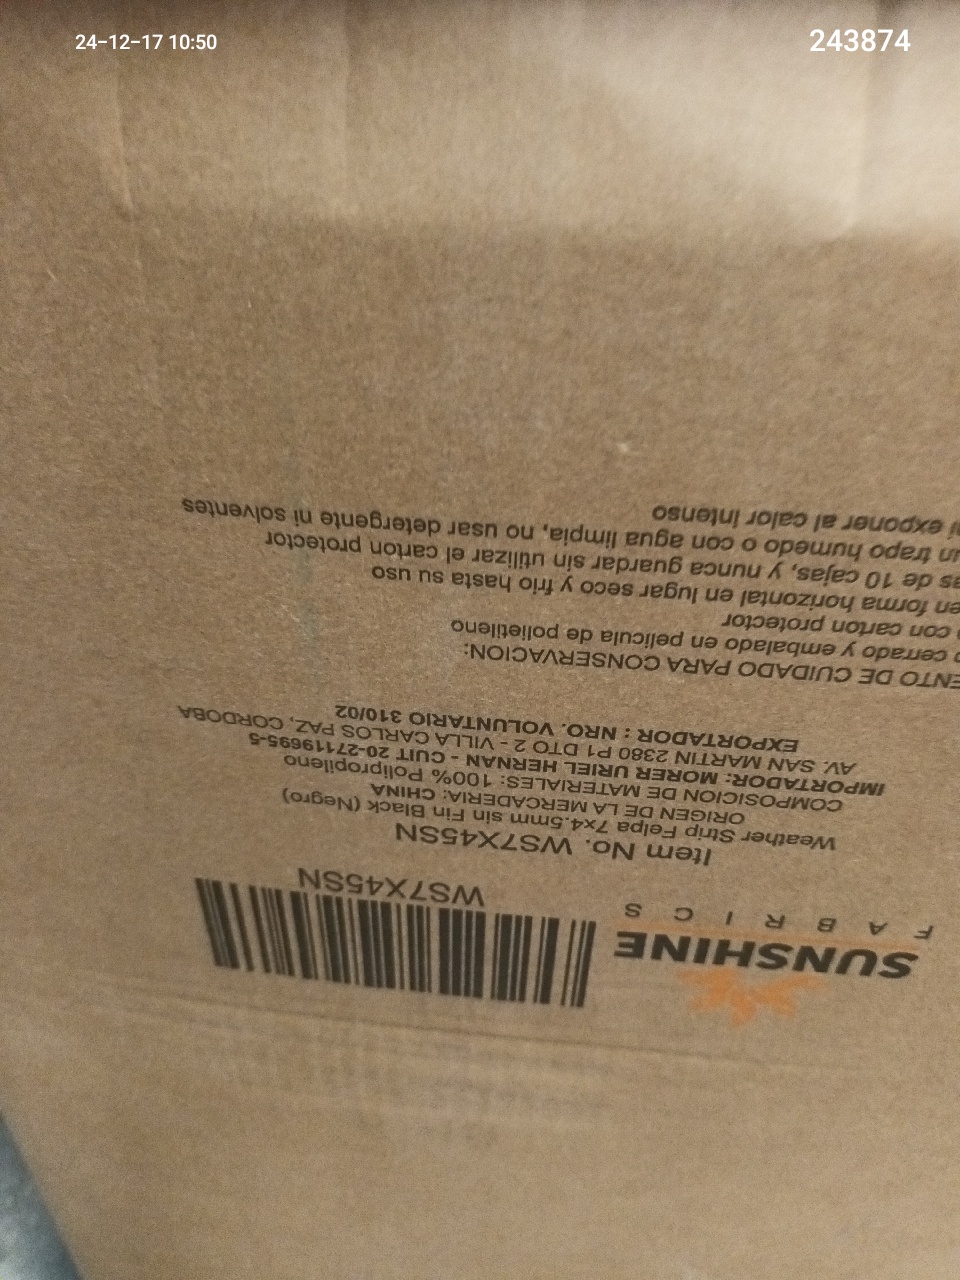 24-12-17 10:50
243874
SUNSHINE
FABRICS
WS7X45SN
Item No. WS7X45SN
Weather Strip Felpa 7x4.5mm sin Fin Black (Negro)
ORIGEN DE LA MERCADERIA: CHINA
COMPOSICION DE MATERIALES: 100% Polipropileno
IMPORTADOR: MORER URIEL HERNAN - CUIT 20-27119695-5
AV. SAN MARTIN 2380 P1 DTO 2 - VILLA CARLOS PAZ, CORDOBA
EXPORTADOR : NRO. VOLUNTARIO 310/02
ENTO DE CUIDADO PARA CONSERVACION:
cerrado y embalado en pelicula de polietileno
con carton protector
en forma horizontal en lugar seco y frio hasta su uso
as de 10 cajas, y nunca guardar sin utilizar el carton protector
un trapo humedo o con agua limpia, no usar detergente ni solventes
ni exponer al calor intenso